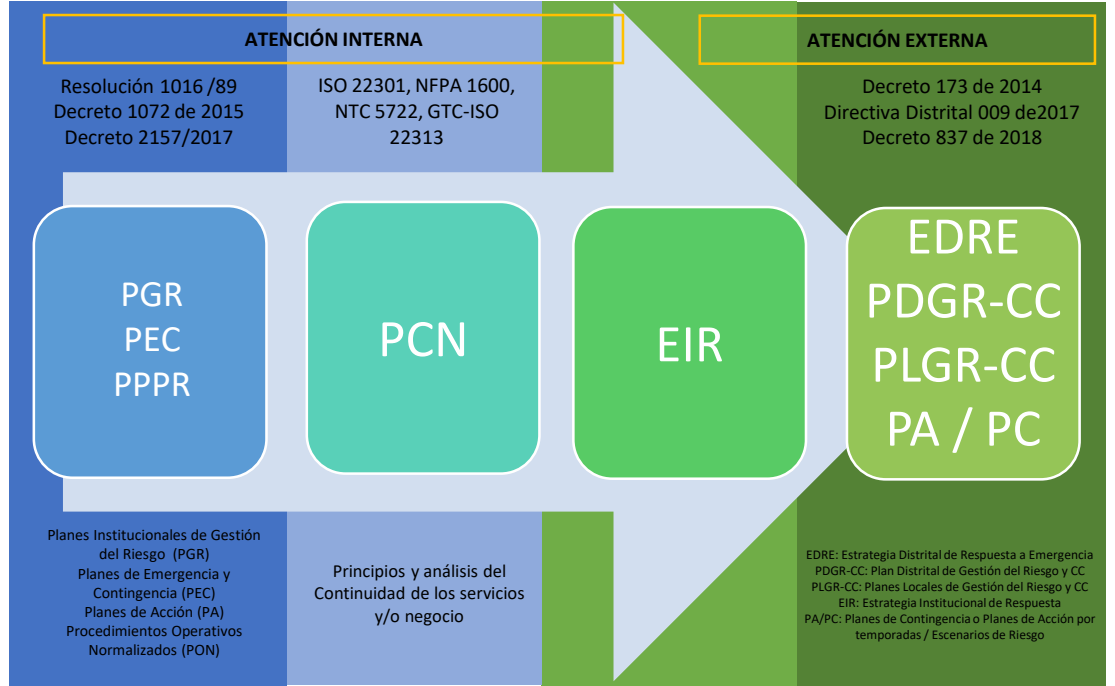 ATENCIÓN INTERNA
ATENCIÓN EXTERNA
Resolución 1016 /89
Decreto 1072 de 2015
Decreto 2157/2017
ISO 22301, NFPA 1600,
NTC 5722, GTC-ISO
22313
Decreto 173 de 2014
Directiva Distrital 009 de2017
Decreto 837 de 2018
PGR
PEC
PPPR
PCN
EIR
EDRE
PDGR-CC
PLGR-CC
PA / PC
Planes Institucionales de Gestión
del Riesgo (PGR)
Planes de Emergencia y
Contingencia (PEC)
Planes de Acción (PA)
Procedimientos Operativos
Normalizados (PON)
Principios y análisis del
Continuidad de los servicios
y/o negocio
EDRE: Estrategia Distrital de Respuesta a Emergencia
PDGR-CC: Plan Distrital de Gestión del Riesgo y CC
PLGR-CC: Planes Locales de Gestión del Riesgo y CC
EIR: Estrategia Institucional de Respuesta
PA/PC: Planes de Contingencia o Planes de Acción por
temporadas / Escenarios de Riesgo